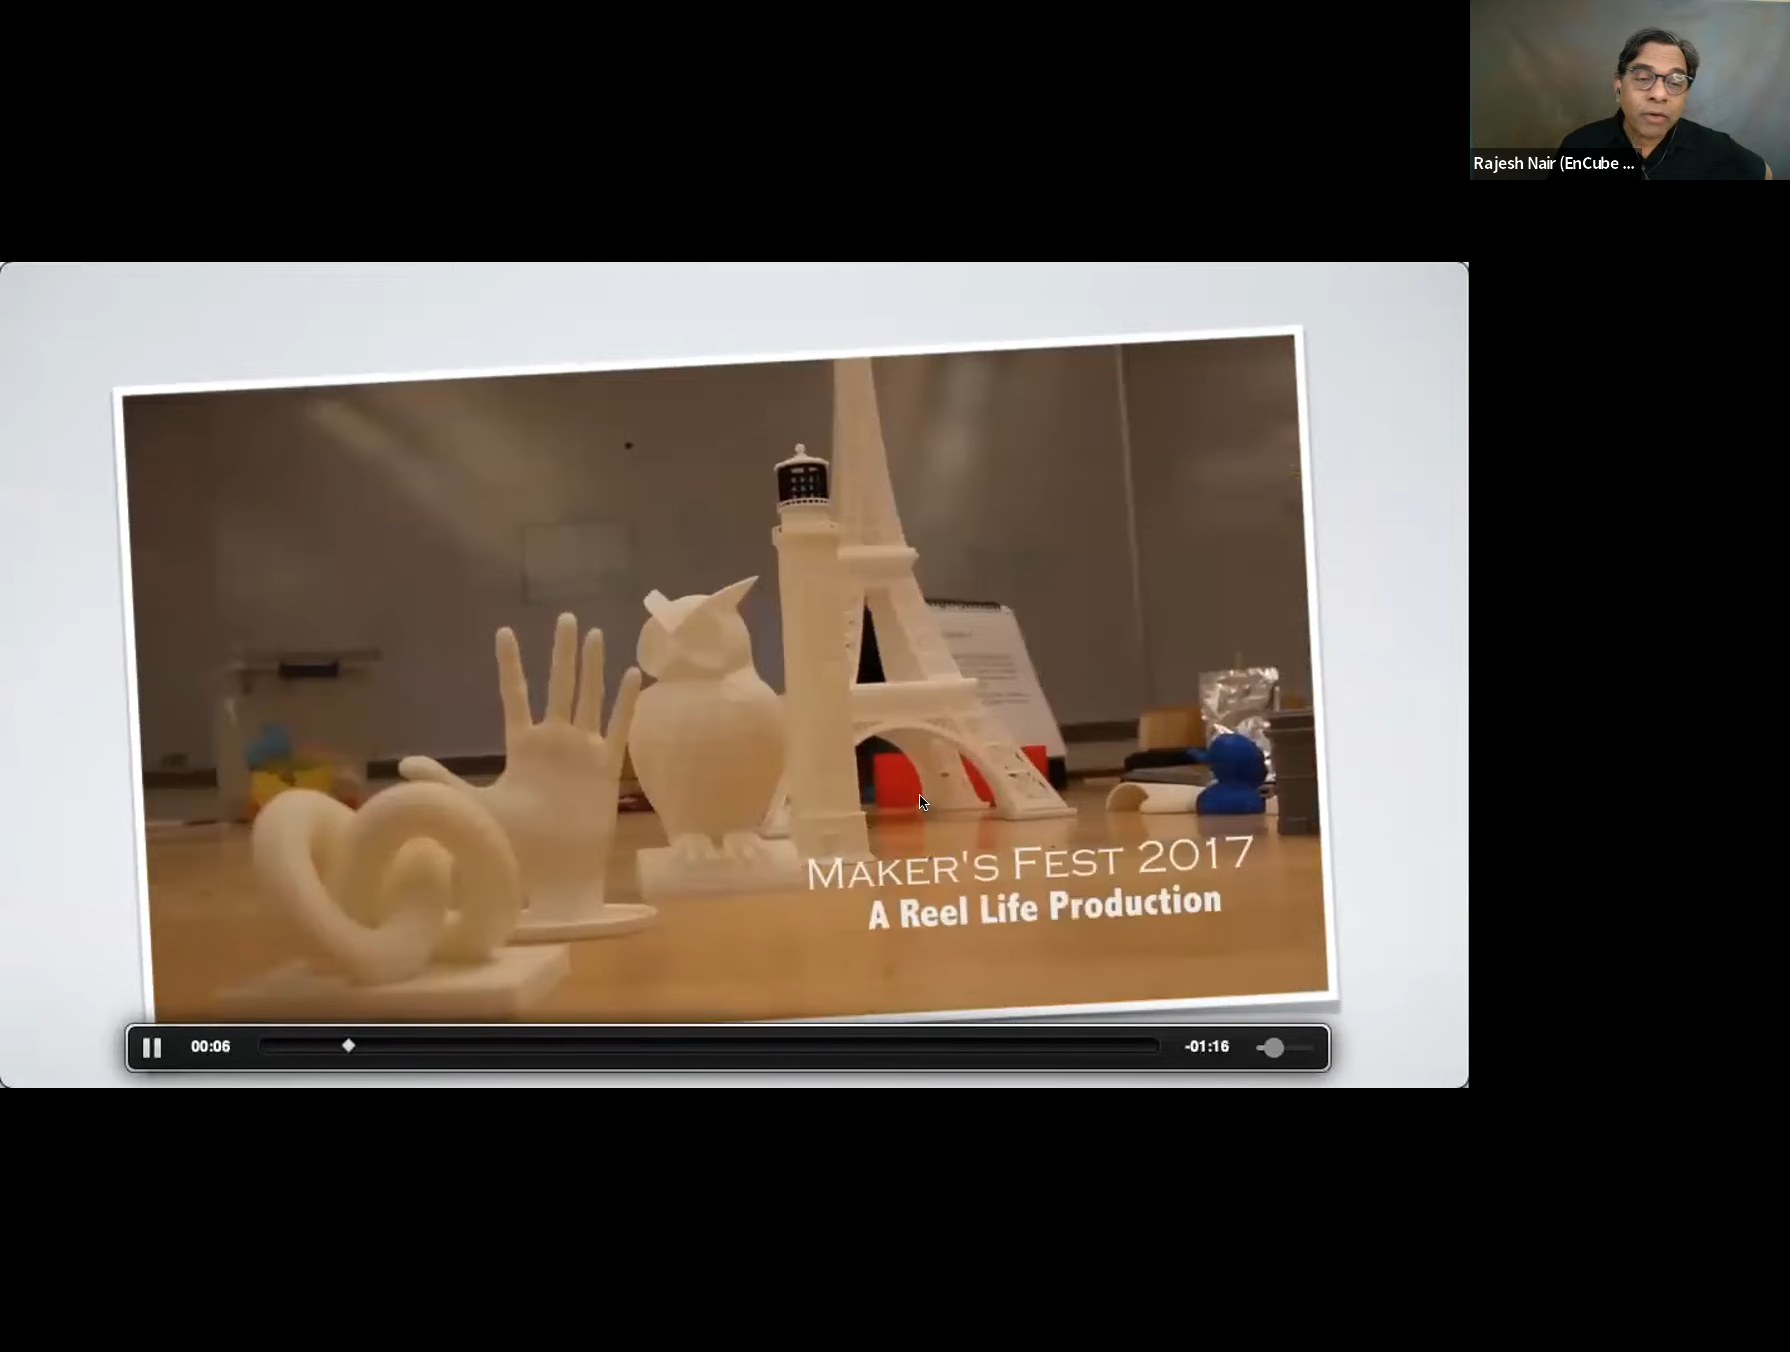 Rajesh Nair (EnCube ...
MAKER'S FEST 2017
A Reel Life Production
00:06
-01:16